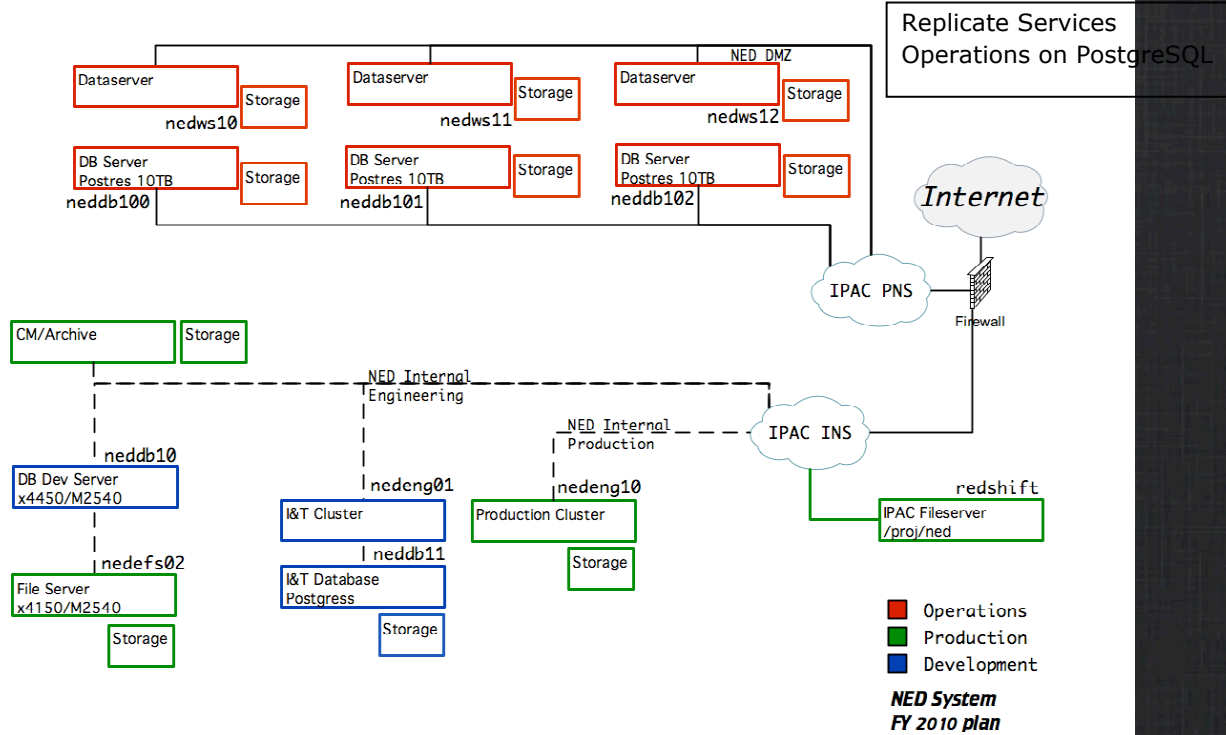 Replicate Services
Operations on PostgreSQL
NED DMZ
Dataserver
Storage
nedws10
Dataserver
Storage
nedws11
Dataserver
Storage
nedws12
DB Server
Postres 10TB
Storage
neddb100
DB Server
Postres 10TB
Storage
neddb101
DB Server
Postres 10TB
Storage
neddb102
Internet
IPAC PNS
Firewall
CM/Archive
Storage
NED Internal
Engineering
NED Internal
Production
IPAC INS
neddb10
DB Dev Server
x4450/M2540
nedeng01
I&T Cluster
nedeng10
Production Cluster
Storage
redshift
IPAC Fileserver
/proj/ned
neddb11
I&T Database
Postgress
Storage
nedefs02
File Server
x4150/M2540
Storage
Operations
Production
Development
NED System
FY 2010 plan